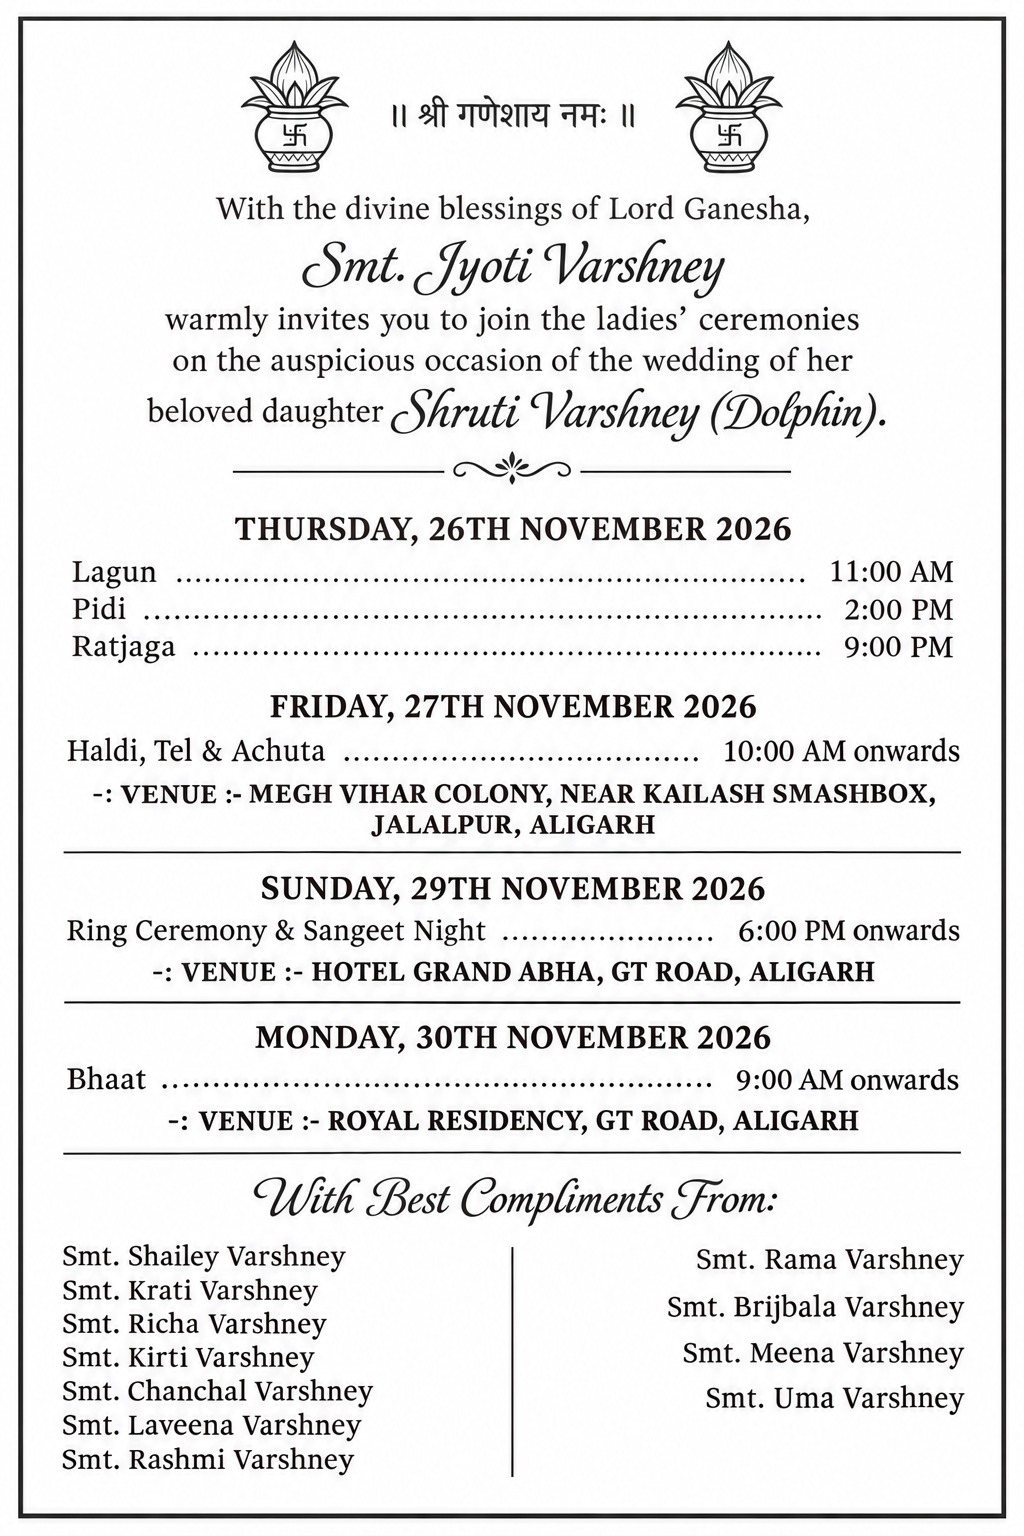 ॥ श्री गणेशाय नमः ॥
With the divine blessings of Lord Ganesha,
Smt. Jyoti Varshney
warmly invites you to join the ladies’ ceremonies
on the auspicious occasion of the wedding of her
beloved daughter Shruti Varshney (Dolphin).
THURSDAY, 26TH NOVEMBER 2026
Lagun ........................................................ 11:00 AM
Pidi ........................................................ 2:00 PM
Ratjaga ........................................................ 9:00 PM
FRIDAY, 27TH NOVEMBER 2026
Haldi, Tel & Achuta .................................... 10:00 AM onwards
-: VENUE :- MEGH VIHAR COLONY, NEAR KAILASH SMASHBOX,
JALALPUR, ALIGARH
SUNDAY, 29TH NOVEMBER 2026
Ring Ceremony & Sangeet Night ..................... 6:00 PM onwards
-: VENUE :- HOTEL GRAND ABHA, GT ROAD, ALIGARH
MONDAY, 30TH NOVEMBER 2026
Bhaat ........................................................ 9:00 AM onwards
-: VENUE :- ROYAL RESIDENCY, GT ROAD, ALIGARH
With Best Compliments From:
Smt. Shailey Varshney
Smt. Krati Varshney
Smt. Richa Varshney
Smt. Kirti Varshney
Smt. Chanchal Varshney
Smt. Laveena Varshney
Smt. Rashmi Varshney
Smt. Rama Varshney
Smt. Brijbala Varshney
Smt. Meena Varshney
Smt. Uma Varshney